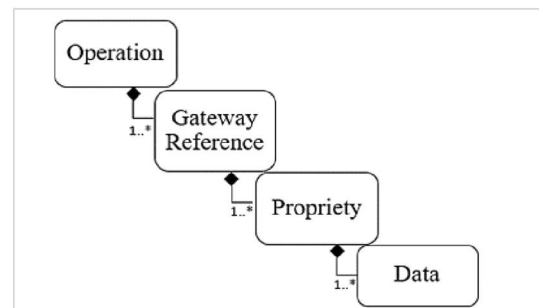 Operation
1..*
Gateway
Reference
1..*
Propriety
1..*
Data